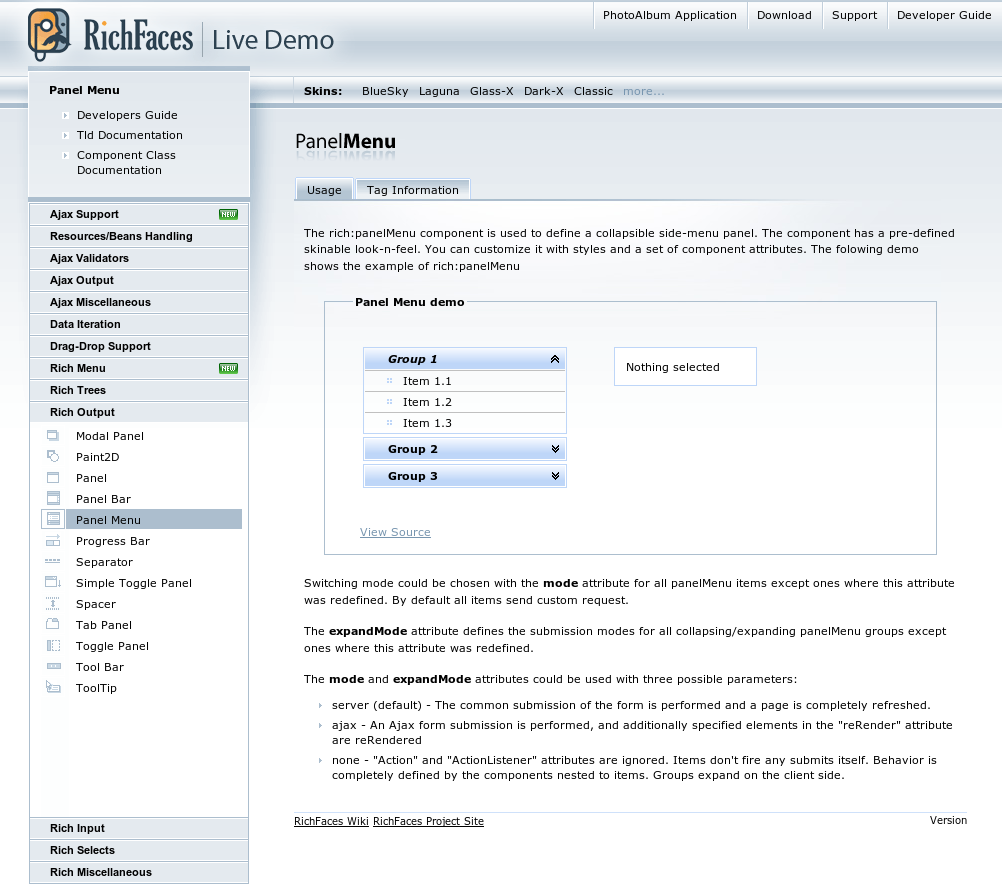 PhotoAlbum Application
Download
Support
Developer Guide
RichFaces
Live Demo
Skins:
BlueSky
Laguna
Glass-X
Dark-X
Classic
more...
Panel Menu
Developers Guide
Tld Documentation
Component Class
Documentation
Ajax Support
NEW
Resources/Beans Handling
Ajax Validators
Ajax Output
Ajax Miscellaneous
Data Iteration
Drag-Drop Support
Rich Menu
NEW
Rich Trees
Rich Output
Modal Panel
Paint2D
Panel
Panel Bar
Panel Menu
Progress Bar
Separator
Simple Toggle Panel
Spacer
Tab Panel
Toggle Panel
Tool Bar
ToolTip
Rich Input
Rich Selects
Rich Miscellaneous
PanelMenu
Usage
Tag Information
The rich:panelMenu component is used to define a collapsible side-menu panel. The component has a pre-defined
skinable look-n-feel. You can customize it with styles and a set of component attributes. The folowing demo
shows the example of rich:panelMenu
Panel Menu demo
Group 1
Item 1.1
Item 1.2
Item 1.3
Group 2
Group 3
Nothing selected
View Source
Switching mode could be chosen with the mode attribute for all panelMenu items except ones where this attribute
was redefined. By default all items send custom request.
The expandMode attribute defines the submission modes for all collapsing/expanding panelMenu groups except
ones where this attribute was redefined.
The mode and expandMode attributes could be used with three possible parameters:
server (default) - The common submission of the form is performed and a page is completely refreshed.
ajax - An Ajax form submission is performed, and additionally specified elements in the "reRender" attribute
are reRendered
none - "Action" and "ActionListener" attributes are ignored. Items don't fire any submits itself. Behavior is
completely defined by the components nested to items. Groups expand on the client side.
RichFaces Wiki RichFaces Project Site
Version